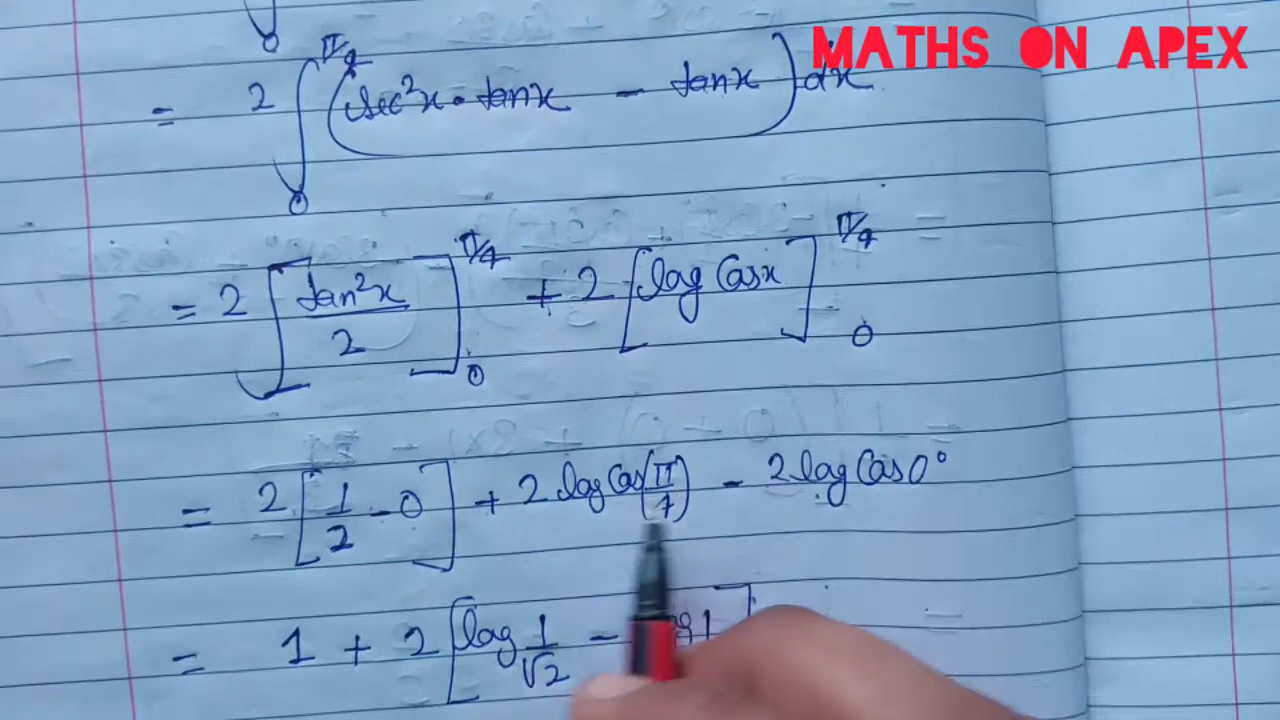 MATHS ON APEX
= 2 ∫₀^{π/4} (sec²x · tanx − tanx) dx
= 2 [tan²x / 2]₀^{π/4} + 2 [log Cosx]₀^{π/4}
= 2 [1/2 − 0] + 2 log Cos(π/4) − 2 log Cos 0°
= 1 + 2 [log 1/√2 − 1]